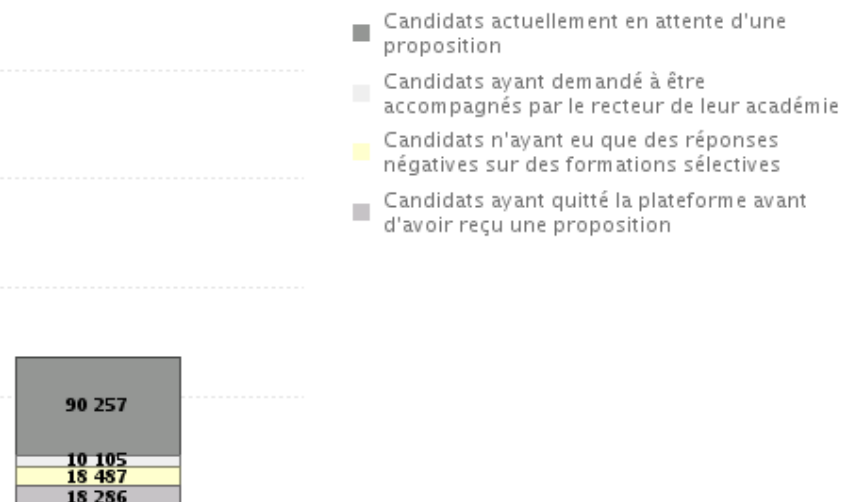 Candidats actuellement en attente d'une
proposition
Candidats ayant demandé à être
accompagnés par le recteur de leur académie
Candidats n'ayant eu que des réponses
négatives sur des formations sélectives
Candidats ayant quitté la plateforme avant
d'avoir reçu une proposition
90 257
10 105
18 487
18 286